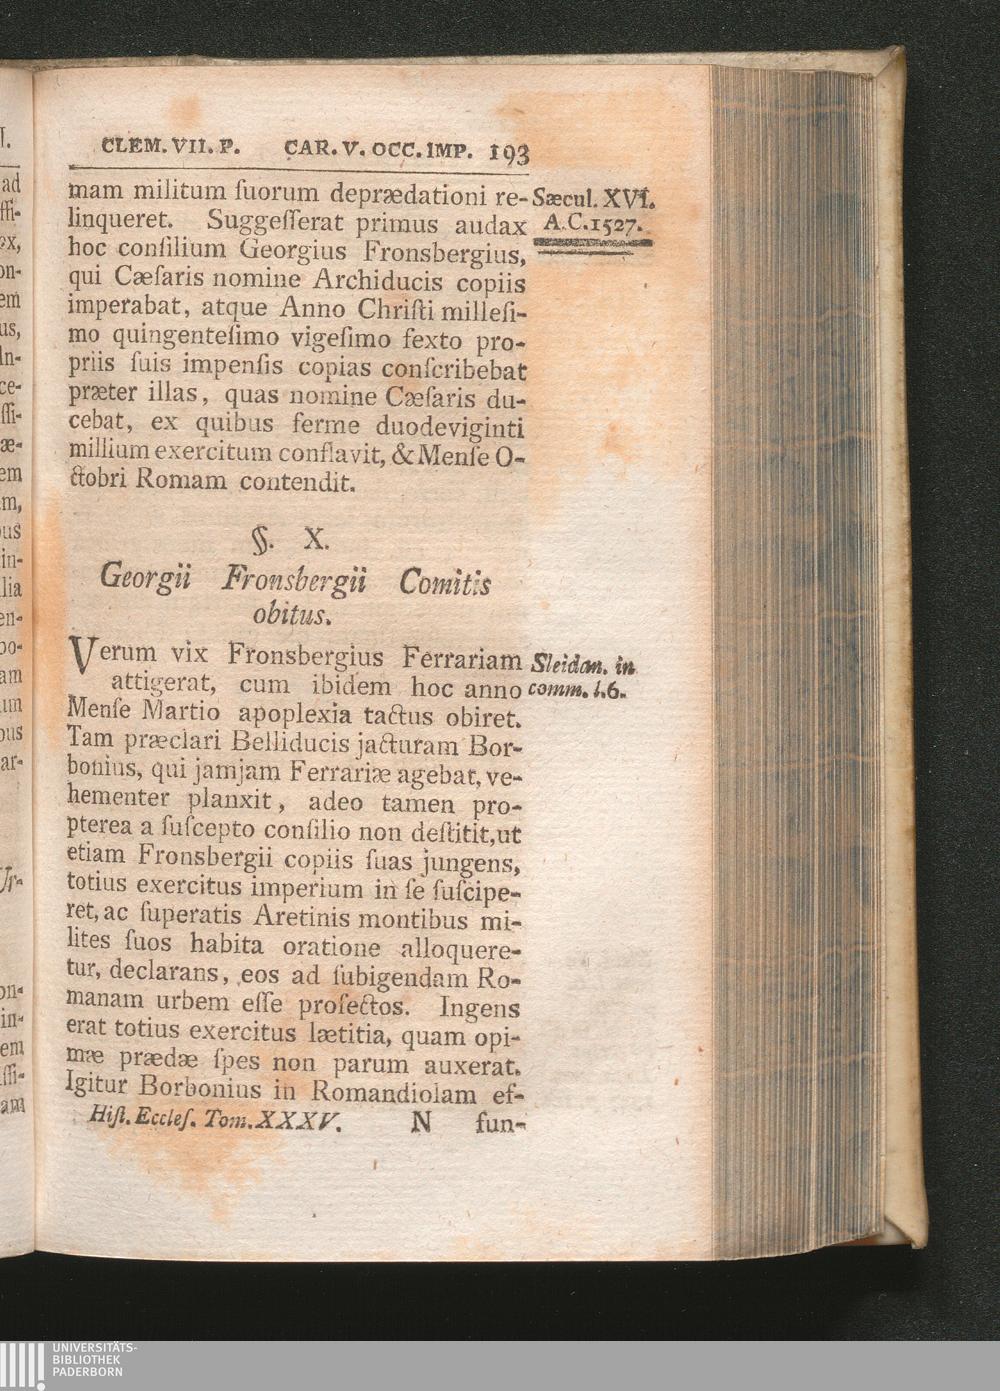 CLEM. VII. P. CAR. V. OCC. IMP. 193
mam militum ſuorum deprædationi re-
linqueret. Suggeſſerat primus audax
hoc conſilium Georgius Fronsbergius,
qui Cæſaris nomine Archiducis copiis
imperabat, atque Anno Chriſti milleſi-
mo quingenteſimo vigeſimo ſexto pro-
priis ſuis impenſis copias conſcribebat
præter illas, quas nomine Cæſaris du-
cebat, ex quibus ferme duodeviginti
millium exercitum conflavit, & Menſe O-
ctobri Romam contendit.
Sæcul. XVI.
A.C. 1527.
§. X.
Georgii Fronsbergii Comitis
obitus.
Verum vix Fronsbergius Ferrariam
attigerat, cum ibidem hoc anno
Menſe Martio apoplexia tactus obiret.
Tam præclari Belliducis jacturam Bor-
bonius, qui jamjam Ferrariæ agebat, ve-
hementer planxit, adeo tamen pro-
pterea a ſuſcepto conſilio non deſtitit, ut
etiam Fronsbergii copiis ſuas jungens,
totius exercitus imperium in ſe ſuſcipe-
ret, ac ſuperatis Aretinis montibus mi-
lites ſuos habita oratione alloquere-
tur, declarans, eos ad ſubigendam Ro-
manam urbem eſſe profectos. Ingens
erat totius exercitus lætitia, quam opi-
mæ prædæ ſpes non parum auxerat.
Igitur Borbonius in Romandiolam ef-
Sleidan. in
comm. l. 6.
Hiſt. Eccleſ. Tom. XXXV. N fun-
UNIVERSITÄTS-
BIBLIOTHEK
PADERBORN